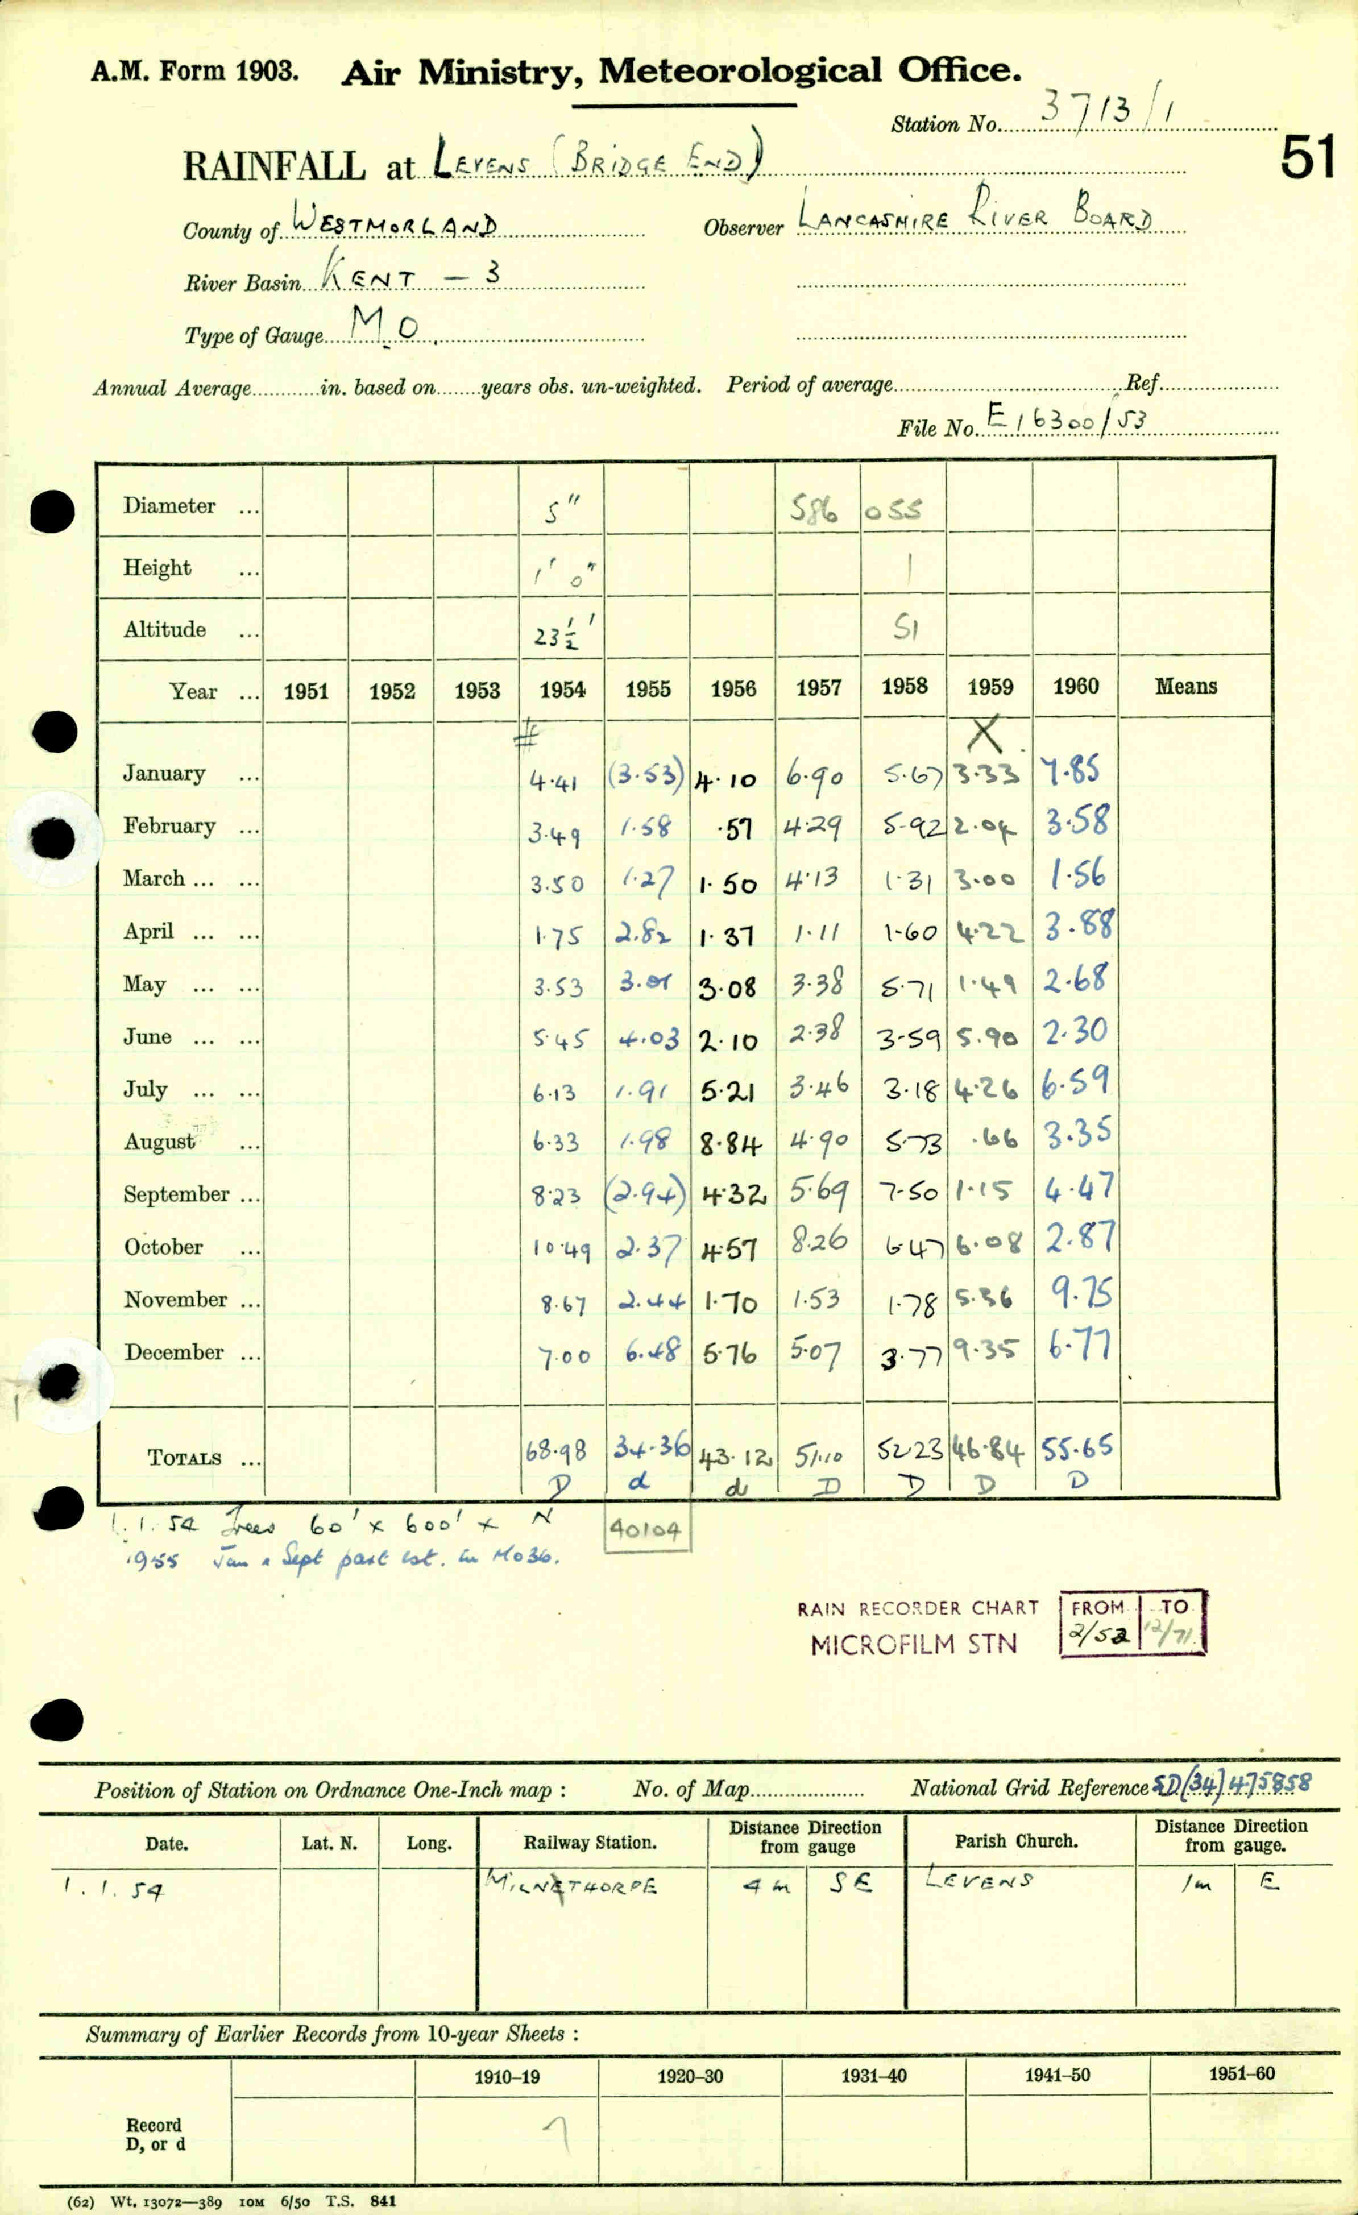 A.M. Form 1903. Air Ministry, Meteorological Office.
Station No. 3713/1
51
RAINFALL at LEVENS (BRIDGE END)
County of WESTMORLAND Observer LANCASHIRE RIVER BOARD
River Basin KENT - 3
Type of Gauge M.O.
Annual Average in. based on years obs. un-weighted. Period of average Ref.
File No. E16300/53
Diameter ... 5" 586 055
Height ... 1' 0" 1
Altitude ... 23½' 51
Year ... 1951 1952 1953 1954 1955 1956 1957 1958 1959 1960 Means
# X
January ... 4.41 (3.53) 4.10 6.90 5.67 3.33 7.85
February ... 3.49 1.58 .57 4.29 5.92 2.04 3.58
March ... ... 3.50 1.27 1.50 4.13 1.31 3.00 1.56
April ... ... 1.75 2.82 1.37 1.11 1.60 4.22 3.88
May ... ... 3.53 3.01 3.08 3.38 5.71 1.49 2.68
June ... ... 5.45 4.03 2.10 2.38 3.59 5.90 2.30
July ... ... 6.13 1.91 5.21 3.46 3.18 4.26 6.59
August ... 6.33 1.98 8.84 4.90 5.73 .66 3.35
September ... 8.23 (2.94) 4.32 5.69 7.50 1.15 4.47
October ... 10.49 2.37 4.57 8.26 6.47 6.08 2.87
November ... 8.67 2.44 1.70 1.53 1.78 5.36 9.75
December ... 7.00 6.48 5.76 5.07 3.77 9.35 6.77
TOTALS ... 68.98 34.36 43.12 51.10 52.23 46.84 55.65
D d d D D D D
1.1.54 Trees 60' x 600' x N 40104
1955 Jan & Sept part est. in MO36.
RAIN RECORDER CHART FROM TO
MICROFILM STN 2/52 12/71
Position of Station on Ordnance One-Inch map : No. of Map National Grid Reference SD(34)475858
Date. Lat. N. Long. Railway Station. Distance Direction from gauge Parish Church. Distance Direction from gauge.
1.1.54 MILNETHORPE 4m SE LEVENS 1m E
Summary of Earlier Records from 10-year Sheets :
1910–19 1920–30 1931–40 1941–50 1951–60
Record
D, or d 7
(62) Wt. 13072—389 10M 6/50 T.S. 841